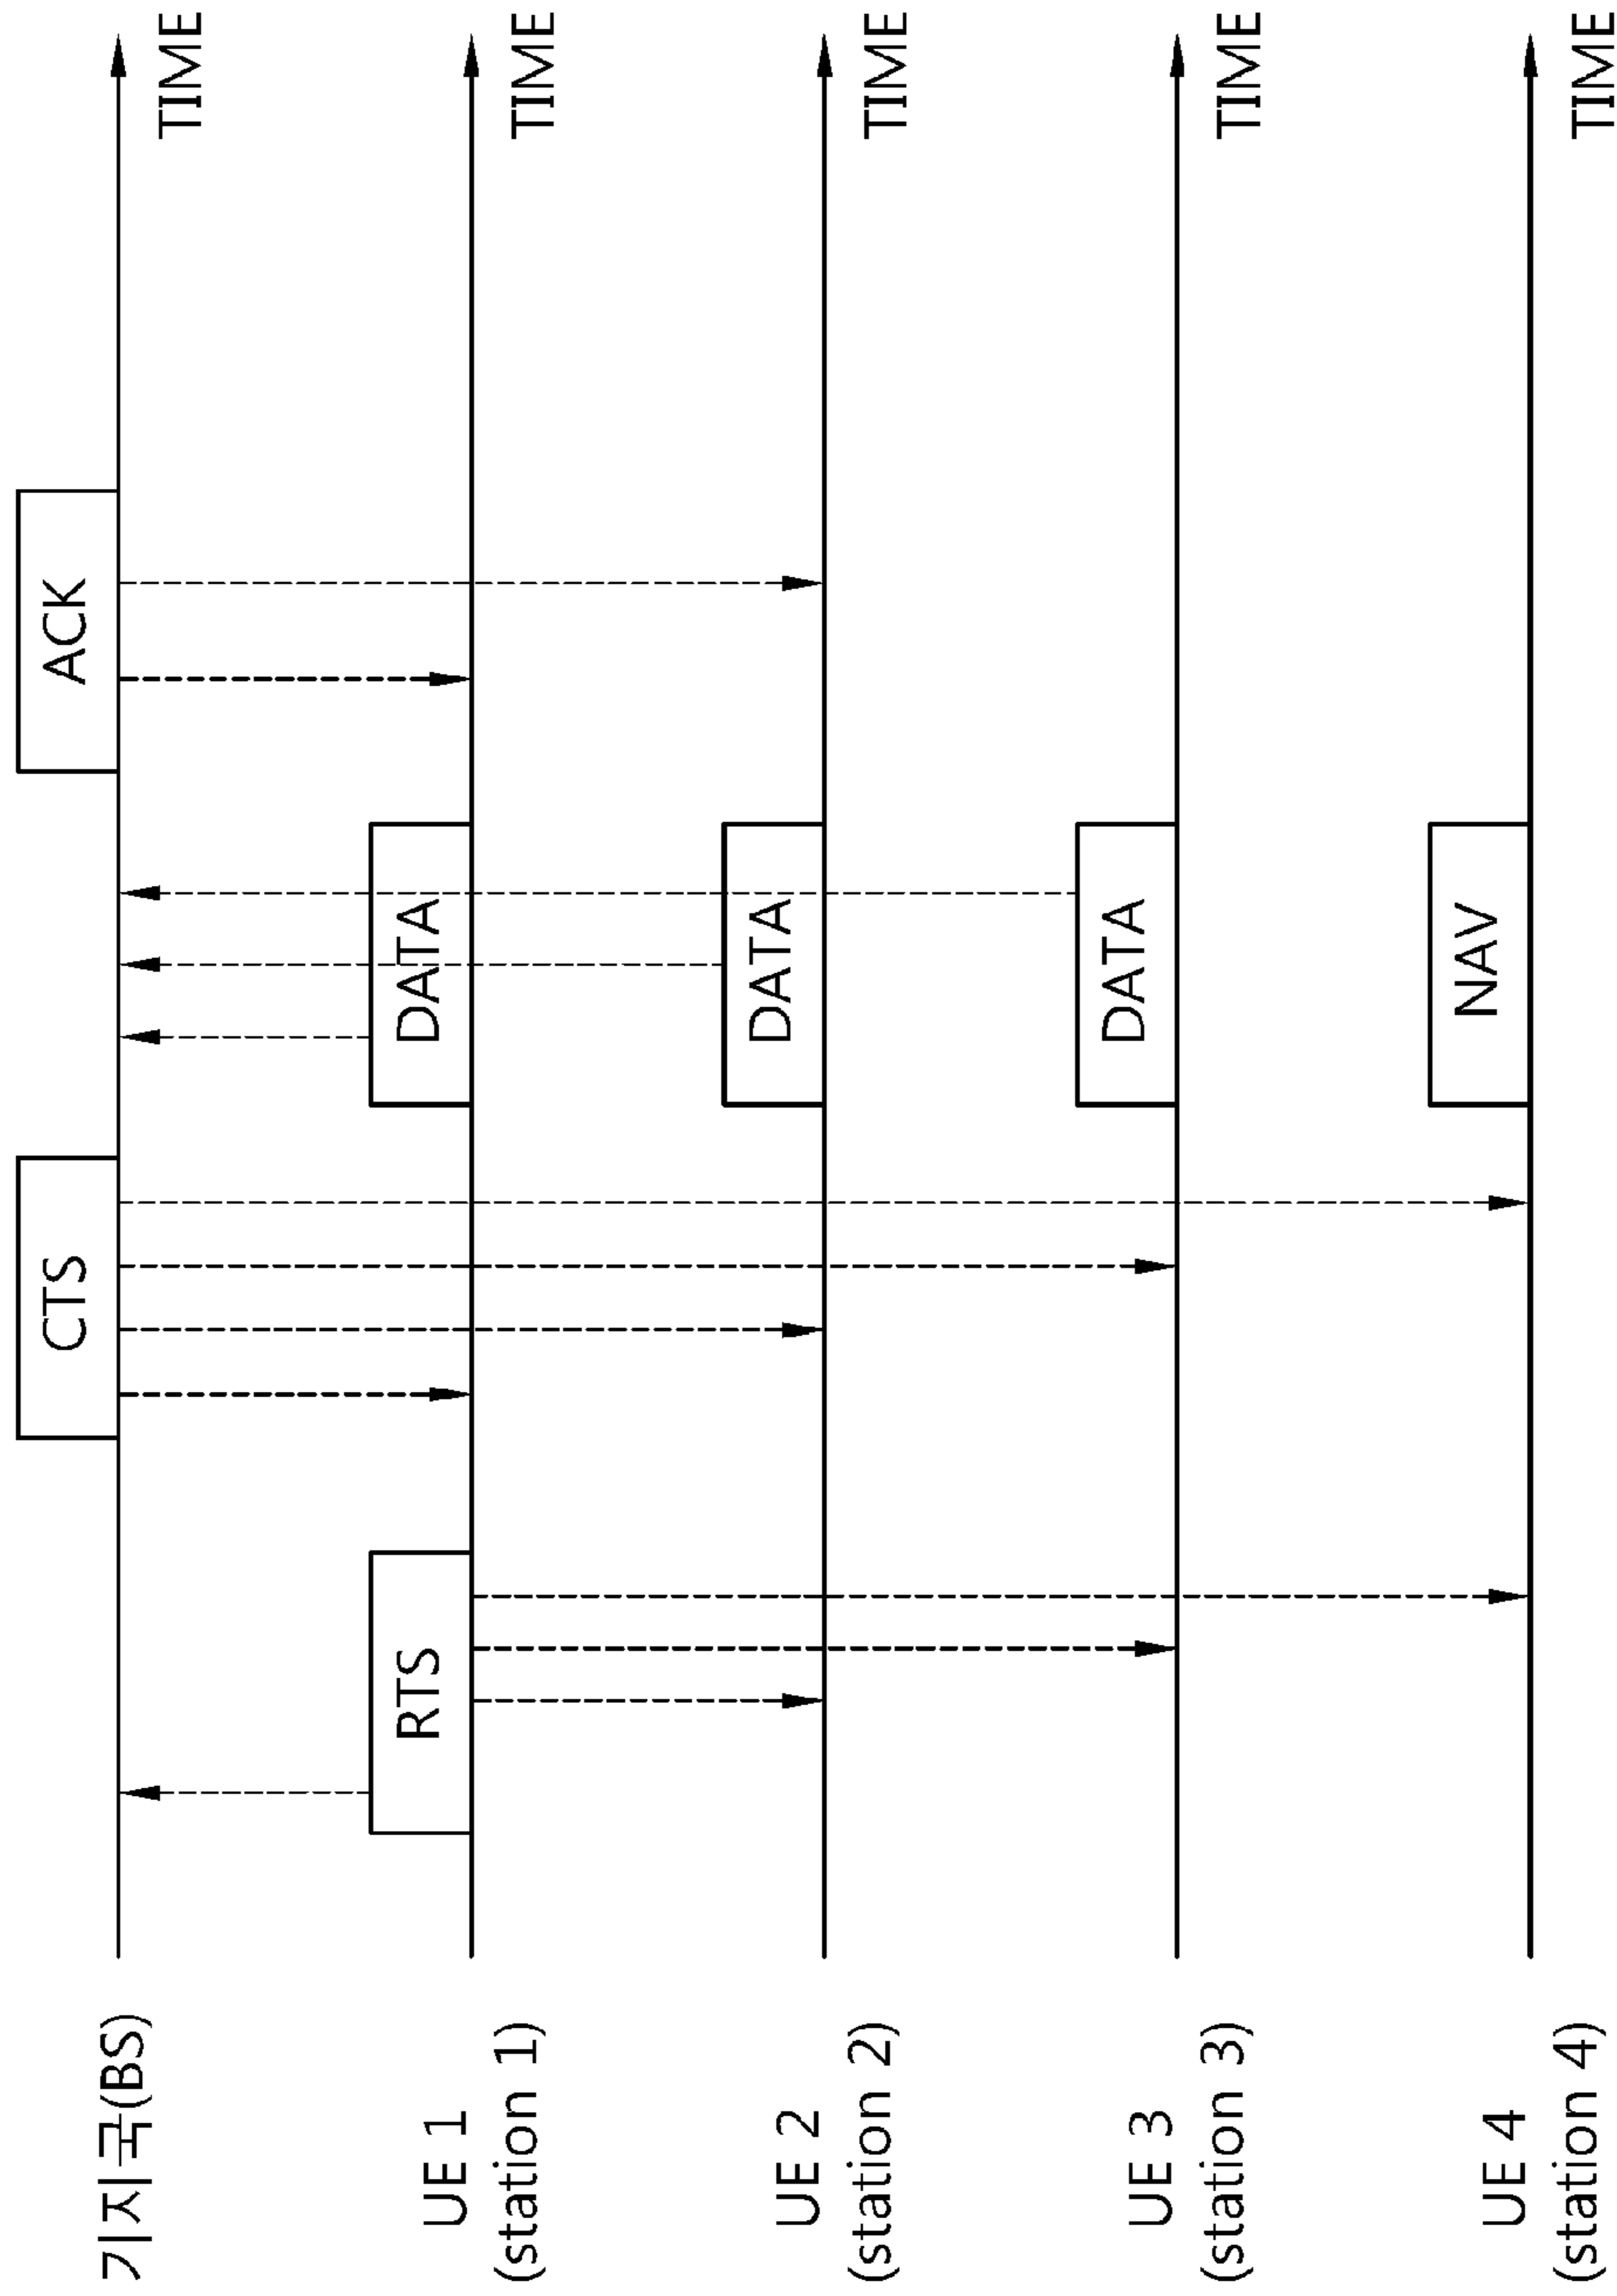 기지국(BS)
CTS
ACK
TIME
UE 1
(station 1)
RTS
DATA
TIME
UE 2
(station 2)
DATA
TIME
UE 3
(station 3)
DATA
TIME
UE 4
(station 4)
NAV
TIME